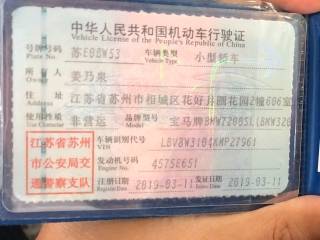 中华人民共和国机动车行驶证
Vehicle License of the People's Republic of China
号牌号码 Plate No. 苏E08W53 车辆类型 Vehicle Type 小型轿车
所有人 Owner 姜乃泉
住址 Address 江苏省苏州市相城区花好月圆花园2幢606室
使用性质 Use Character 非营运 品牌型号 Model 宝马牌BMW7200SL(BMW320
江苏省苏州
市公安局交
通警察支队
车辆识别代号 VIN LBV8W3104KMP27961
发动机号码 Engine No. 457SE651
注册日期 Register Date 2019-03-11 发证日期 Issue Date 2019-03-11